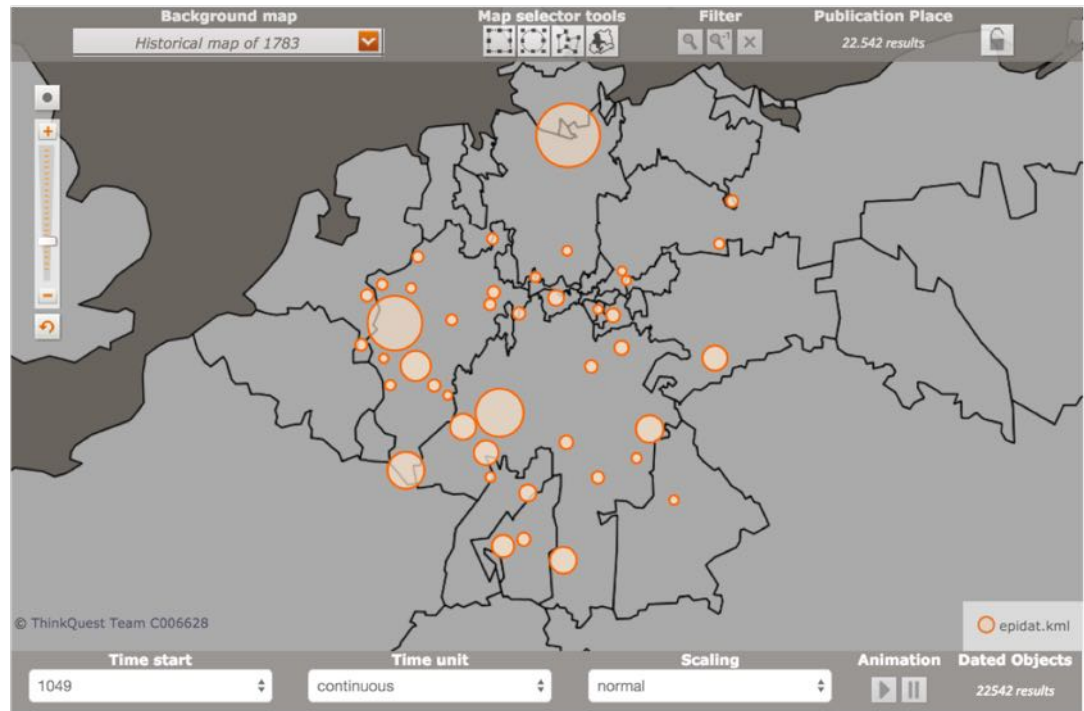 Background map
Map selector tools
Filter
Publication Place
Historical map of 1783
22.542 results
-1
+
−
© ThinkQuest Team C006628
epidat.kml
Time start
Time unit
Scaling
Animation
Dated Objects
1049
continuous
normal
22542 results